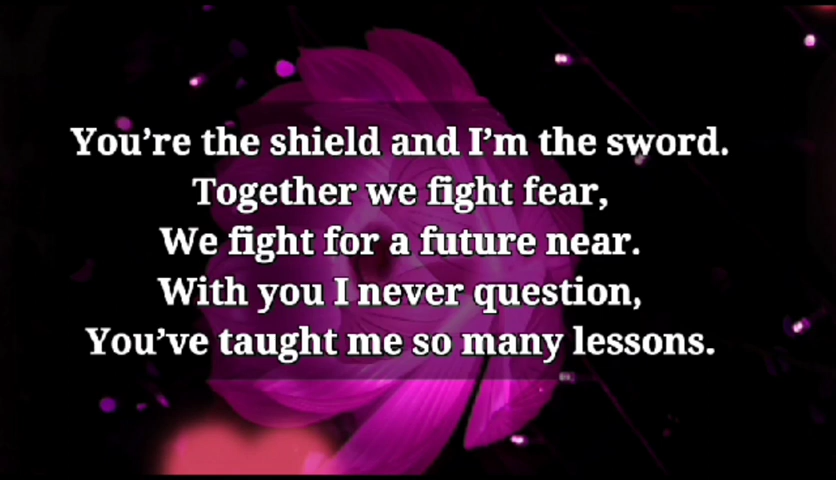 You’re the shield and I’m the sword.
Together we fight fear,
We fight for a future near.
With you I never question,
You’ve taught me so many lessons.